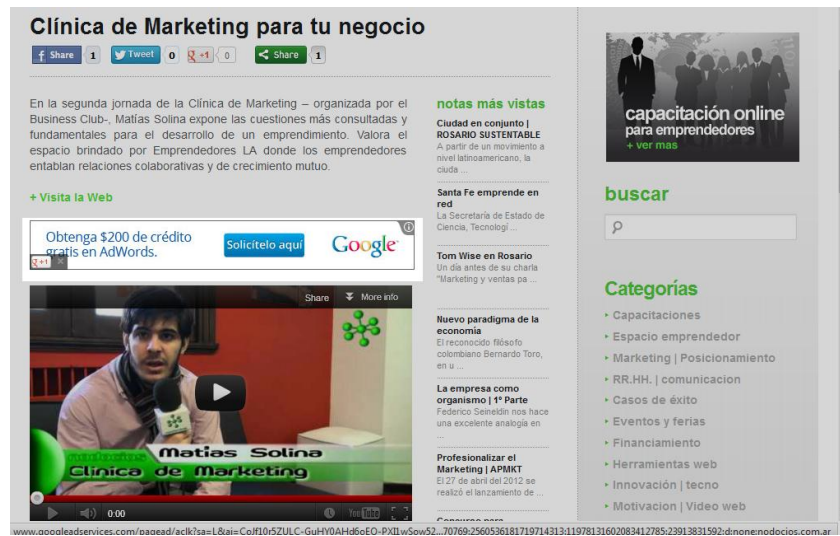 Clínica de Marketing para tu negocio
Share 1 Tweet 0 +1 0 Share 1
En la segunda jornada de la Clínica de Marketing – organizada por el
Business Club-, Matías Solina expone las cuestiones más consultadas y
fundamentales para el desarrollo de un emprendimiento. Valora el
espacio brindado por Emprendedores LA donde los emprendedores
entablan relaciones colaborativas y de crecimiento mutuo.
+ Visita la Web
Obtenga $200 de crédito
gratis en AdWords.
Solicítelo aquí
Google
+1
Share More info
Matias Solina
Clinica de Marketing
0:00
YouTube
notas más vistas
Ciudad en conjunto |
ROSARIO SUSTENTABLE
A partir de un movimiento a
nivel latinoamericano, la
ciuda ...
Santa Fe emprende en
red
La Secretaría de Estado de
Ciencia, Tecnologí ...
Tom Wise en Rosario
Un día antes de su charla
"Marketing y ventas pa ...
Nuevo paradigma de la
economía
El reconocido filósofo
colombiano Bernardo Toro,
en u ...
La empresa como
organismo | 1º Parte
Federico Seineldin nos hace
una excelente analogía en
...
Profesionalizar el
Marketing | APMKT
El 27 de abril del 2012 se
realizó el lanzamiento de ...
Concurso para
capacitación online
para emprendedores
+ ver mas
buscar
Categorías
Capacitaciones
Espacio emprendedor
Marketing | Posicionamiento
RR.HH. | comunicacion
Casos de éxito
Eventos y ferias
Financiamiento
Herramientas web
Innovación | tecno
Motivacion | Video web